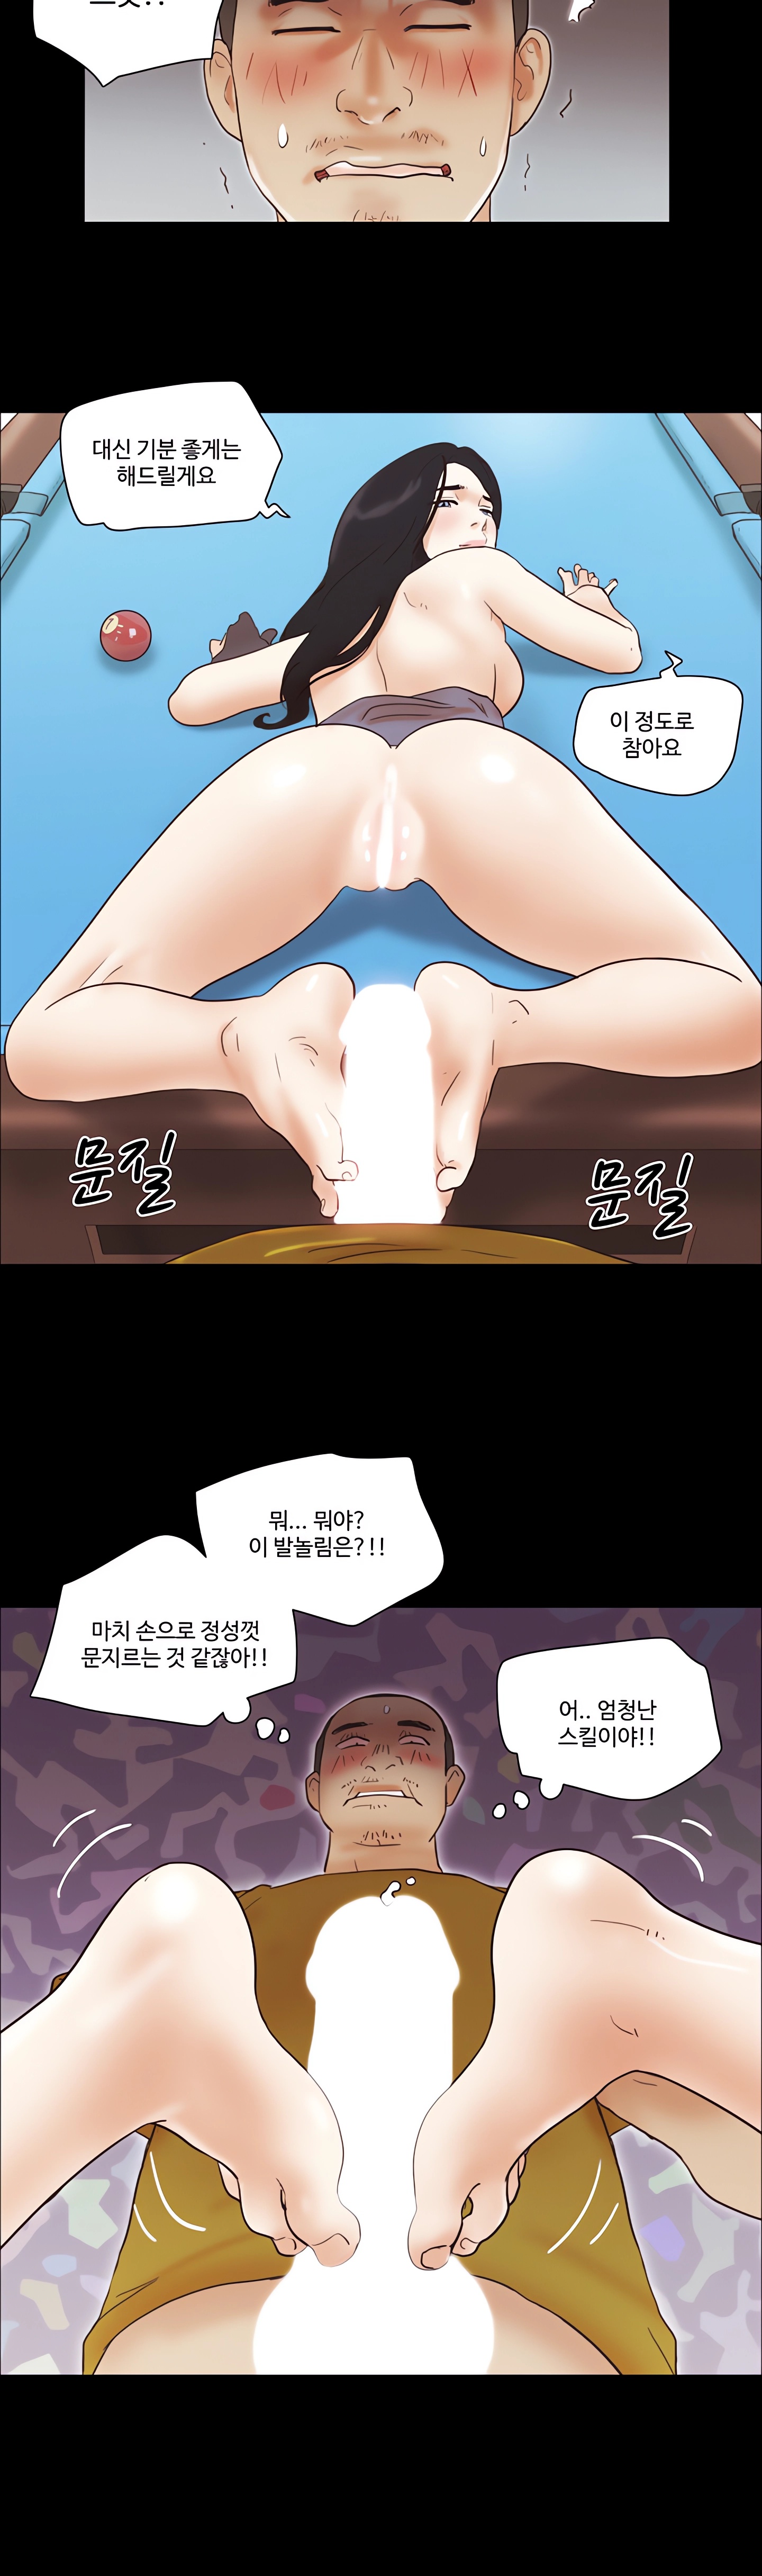 대신 기분 좋게는
해드릴게요
이 정도로
참아요
문질
문질
뭐... 뭐야?
이 발놀림은?!!
마치 손으로 정성껏
문지르는 것 같잖아!!
어.. 엄청난
스킬이야!!